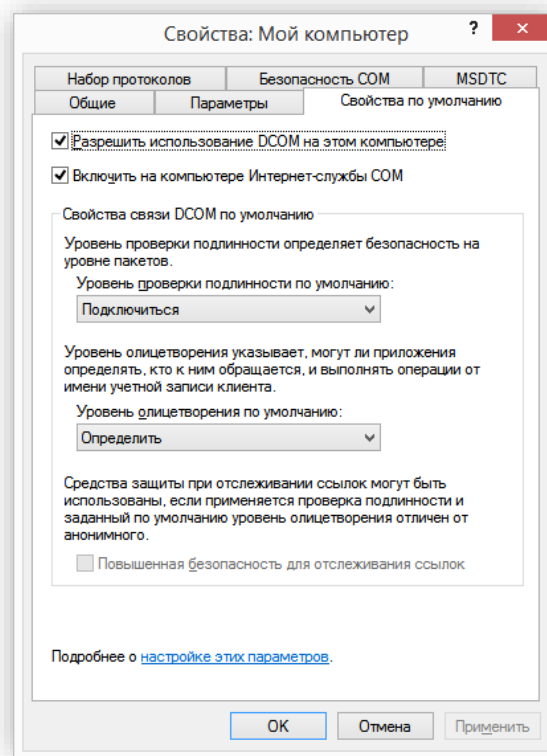 Свойства: Мой компьютер
?
×
Набор протоколов
Безопасность COM
MSDTC
Общие
Параметры
Свойства по умолчанию
Разрешить использование DCOM на этом компьютере
Включить на компьютере Интернет-службы COM
Свойства связи DCOM по умолчанию
Уровень проверки подлинности определяет безопасность на
уровне пакетов.
Уровень проверки подлинности по умолчанию:
Подключиться
Уровень олицетворения указывает, могут ли приложения
определять, кто к ним обращается, и выполнять операции от
имени учетной записи клиента.
Уровень олицетворения по умолчанию:
Определить
Средства защиты при отслеживании ссылок могут быть
использованы, если применяется проверка подлинности и
заданный по умолчанию уровень олицетворения отличен от
анонимного.
Повышенная безопасность для отслеживания ссылок
Подробнее о настройке этих параметров.
OK
Отмена
Применить